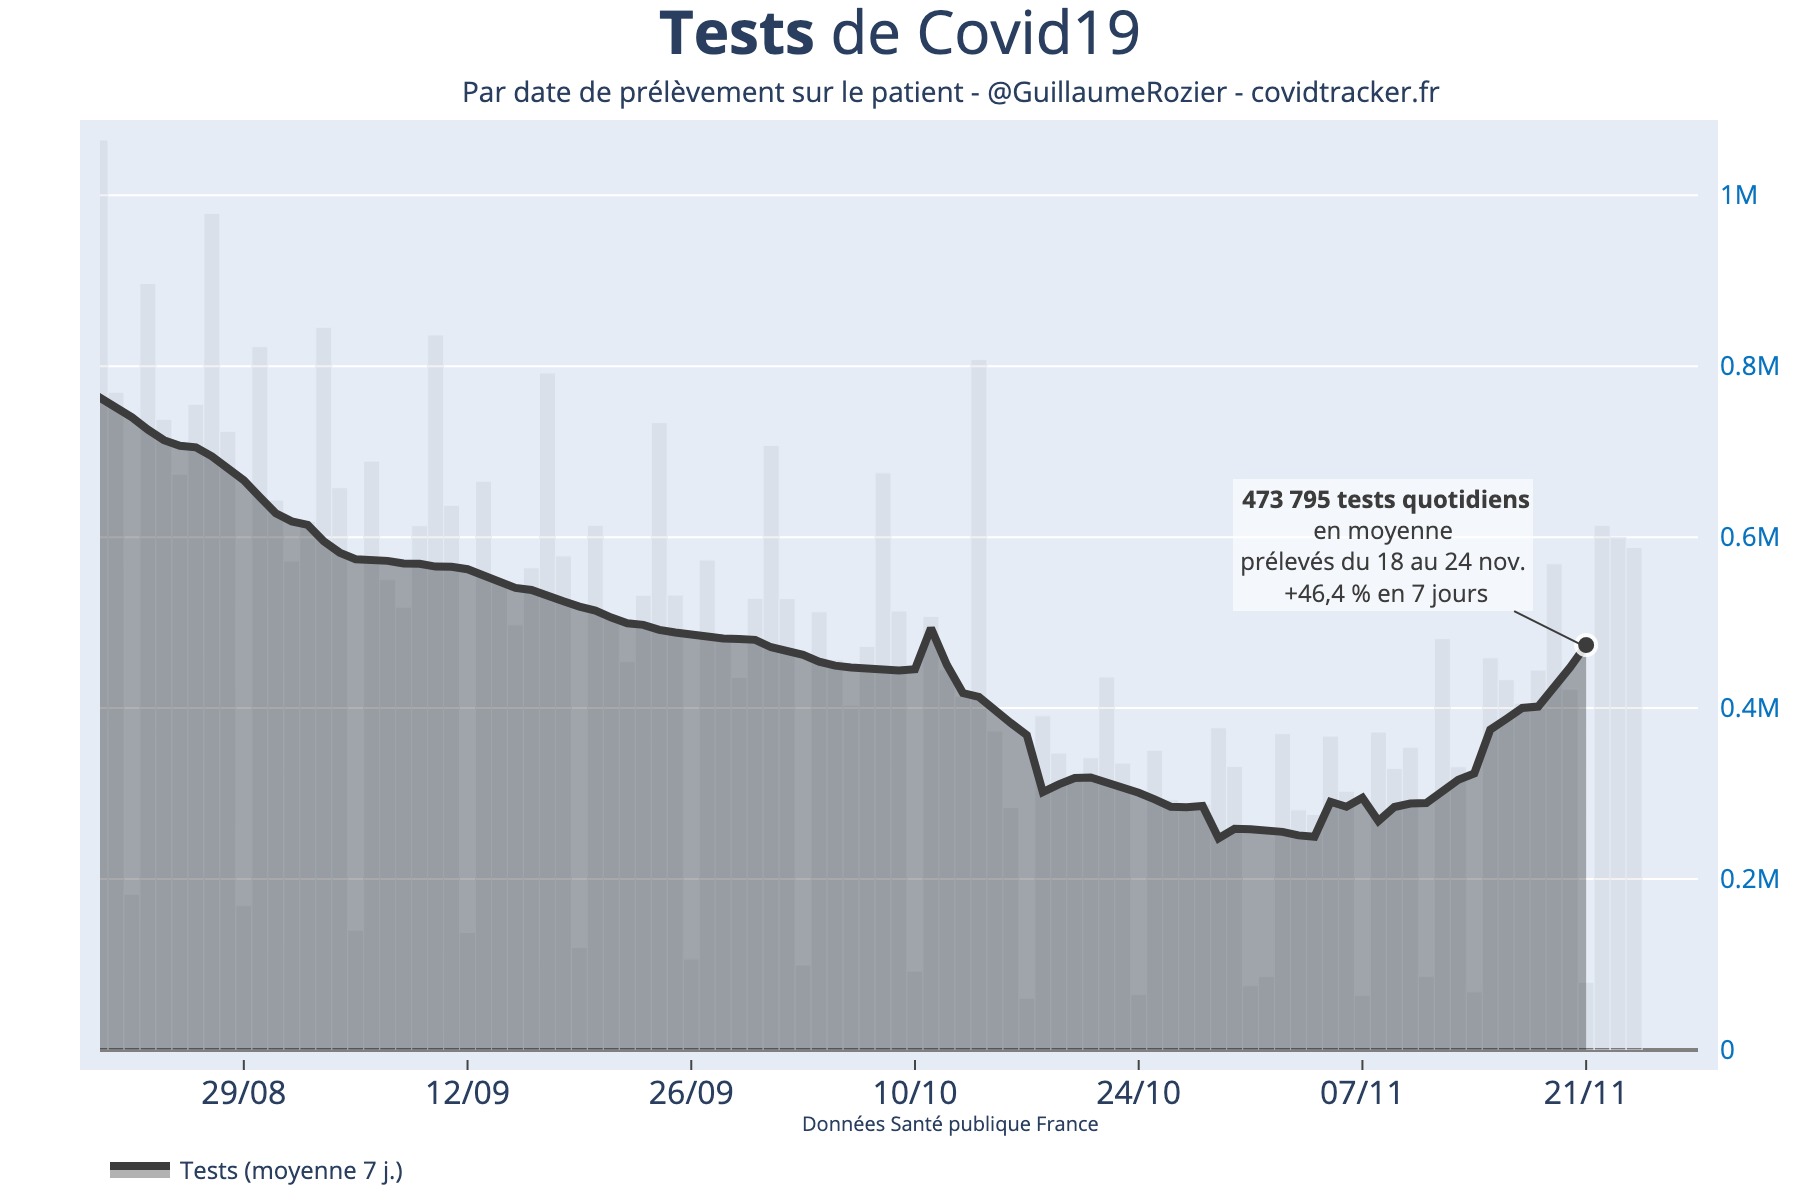 Tests de Covid19
Par date de prélèvement sur le patient - @GuillaumeRozier - covidtracker.fr
1M
0.8M
473 795 tests quotidiens
en moyenne
prélevés du 18 au 24 nov.
+46,4 % en 7 jours
0.6M
0.4M
0.2M
0
29/08 12/09 26/09 10/10 24/10 07/11 21/11
Données Santé publique France
Tests (moyenne 7 j.)